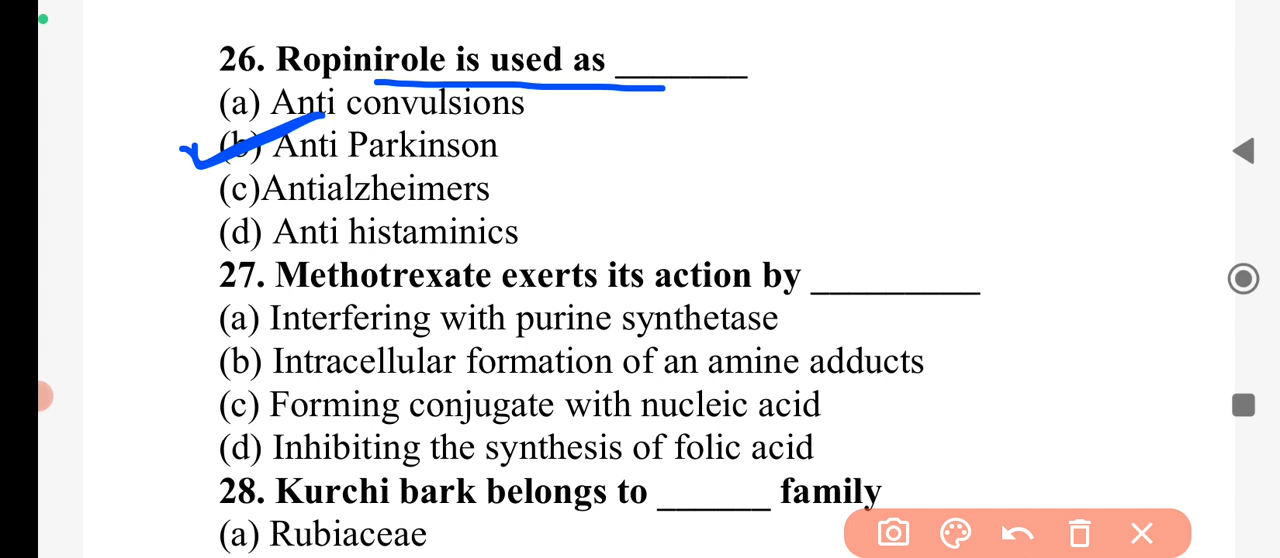 26. Ropinirole is used as _______
(a) Anti convulsions
(b) Anti Parkinson
(c)Antialzheimers
(d) Anti histaminics
27. Methotrexate exerts its action by _________
(a) Interfering with purine synthetase
(b) Intracellular formation of an amine adducts
(c) Forming conjugate with nucleic acid
(d) Inhibiting the synthesis of folic acid
28. Kurchi bark belongs to ______ family
(a) Rubiaceae